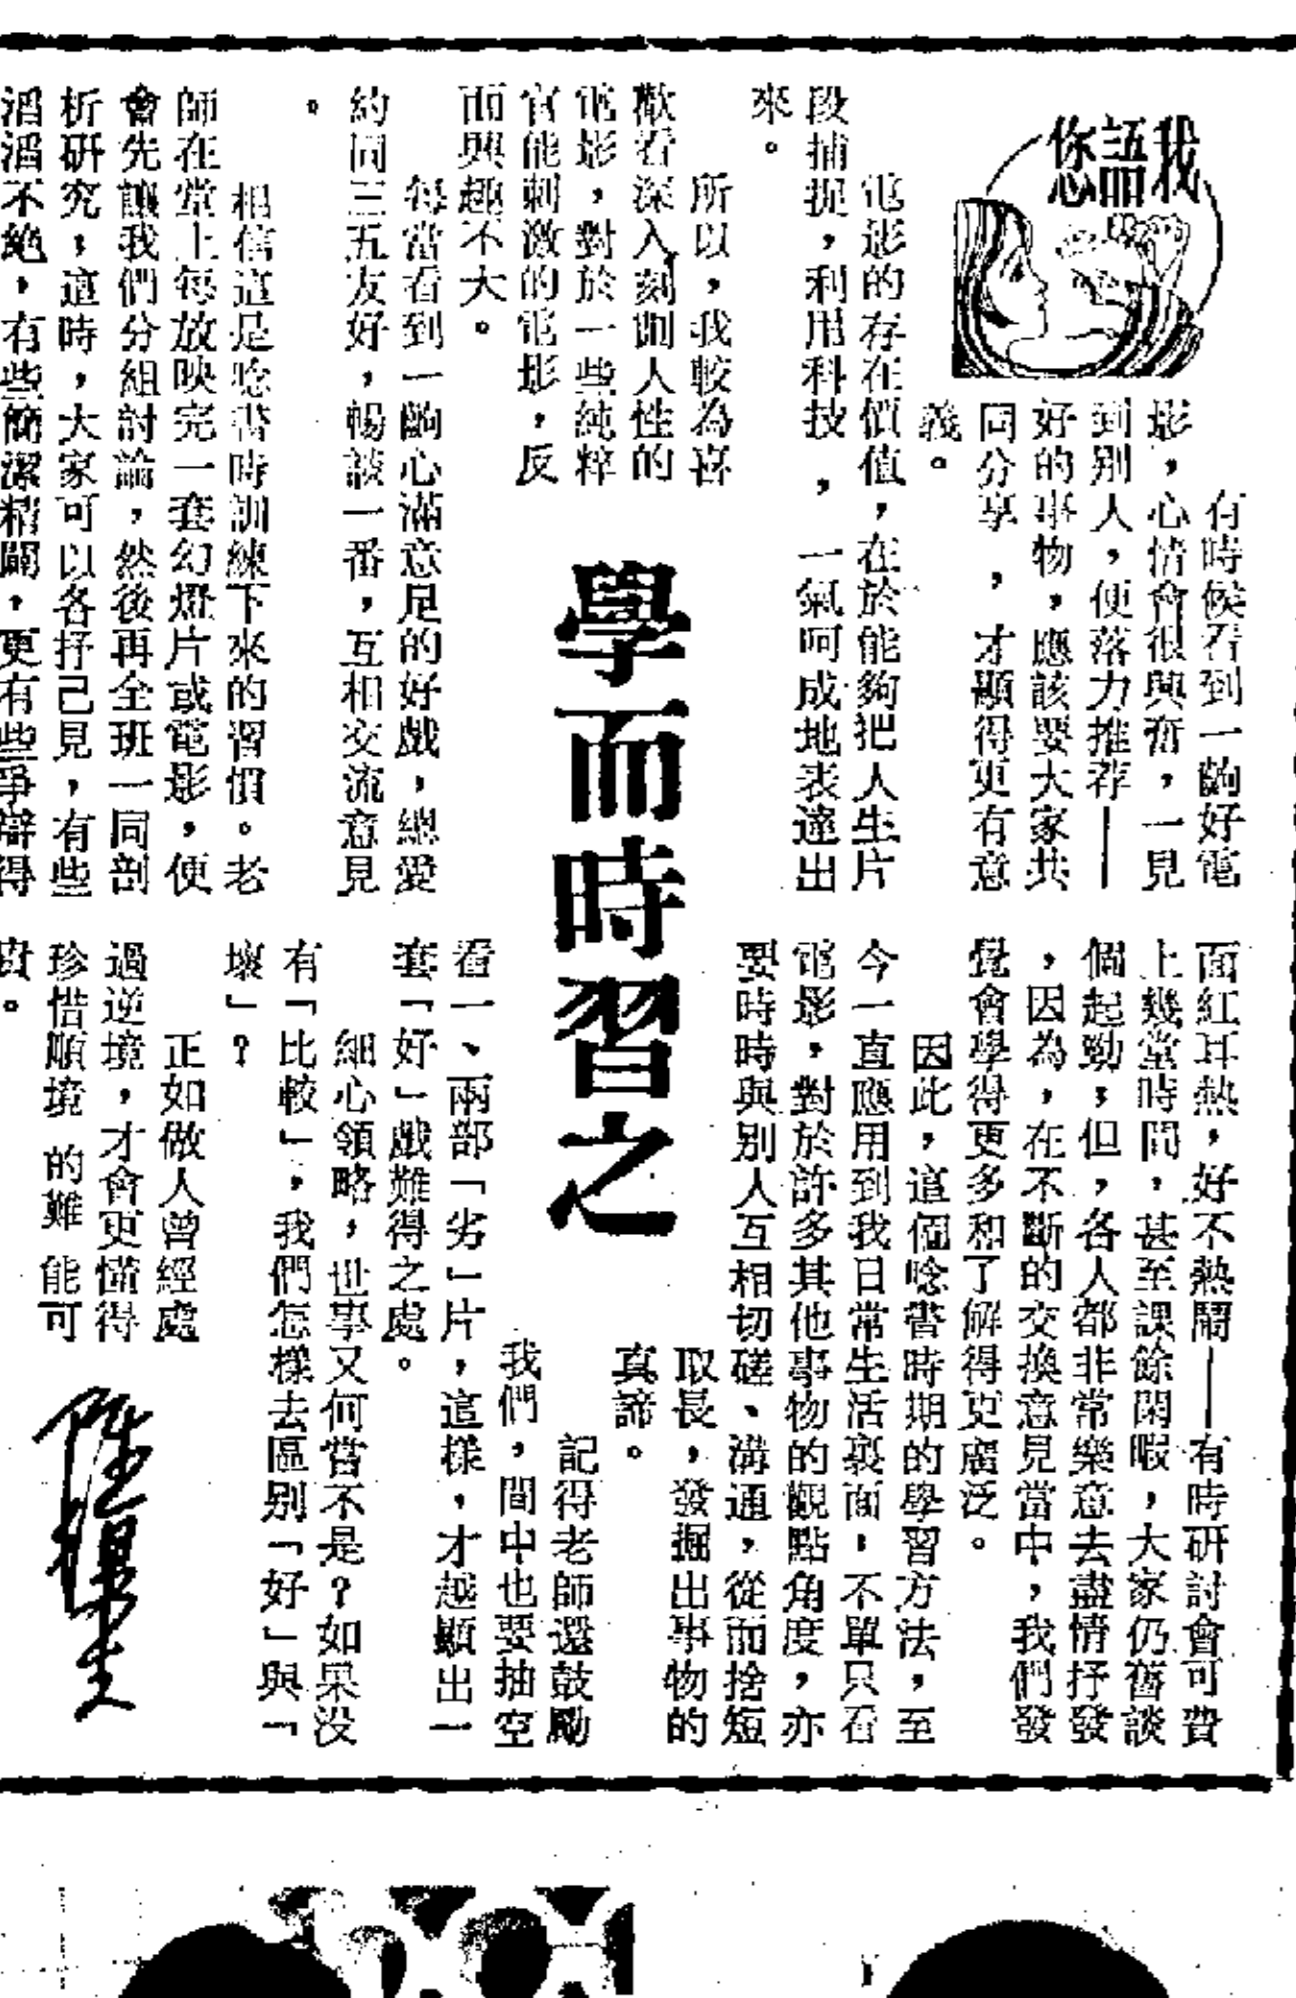 我語您
學而時習之
有時候看到一齣好電
影，心情會很興奮，一見
到别人，便落力推荐——
好的事物，應該要大家共
同分享，才顯得更有意
義。
電影的存在價值，在於能夠把人生片
段捕捉，利用科技，一氣呵成地表達出
來。
所以，我較為喜
歡看深入刻劃人性的
電影，對於一些純粹
官能刺激的電影，反
而興趣不大。
每當看到一齣心滿意足的好戲，總愛
約同三五友好，暢談一番，互相交流意見
。
相信這是唸書時訓練下來的習慣。老
師在堂上每放映完一套幻燈片或電影，便
會先讓我們分組討論，然後再全班一同剖
析研究，這時，大家可以各抒己見，有些
滔滔不絶，有些簡潔精闢，更有些爭辯得
面紅耳熱，好不熱鬧——有時研討會可費
上幾堂時間，甚至課餘閑暇，大家仍舊談
個起勁，但，各人都非常樂意去盡情抒發
，因為，在不斷的交換意見當中，我們發
覺會學得更多和了解得更廣泛。
因此，這個唸書時期的學習方法，至
今一直應用到我日常生活裏面，不單只看
電影，對於許多其他事物的觀點角度，亦
要時時與别人互相切磋、溝通，從而捨短
取長，發掘出事物的
真諦。
記得老師還鼓勵
我們，間中也要抽空
看一、兩部「劣」片，這樣，才越顯出一
套「好」戲難得之處。
細心領略，世事又何嘗不是？如果没
有「比較」，我們怎樣去區别「好」與「
壞」？
正如做人曾經處
過逆境，才會更懂得
珍惜順境的難能可
貴。
陳復生